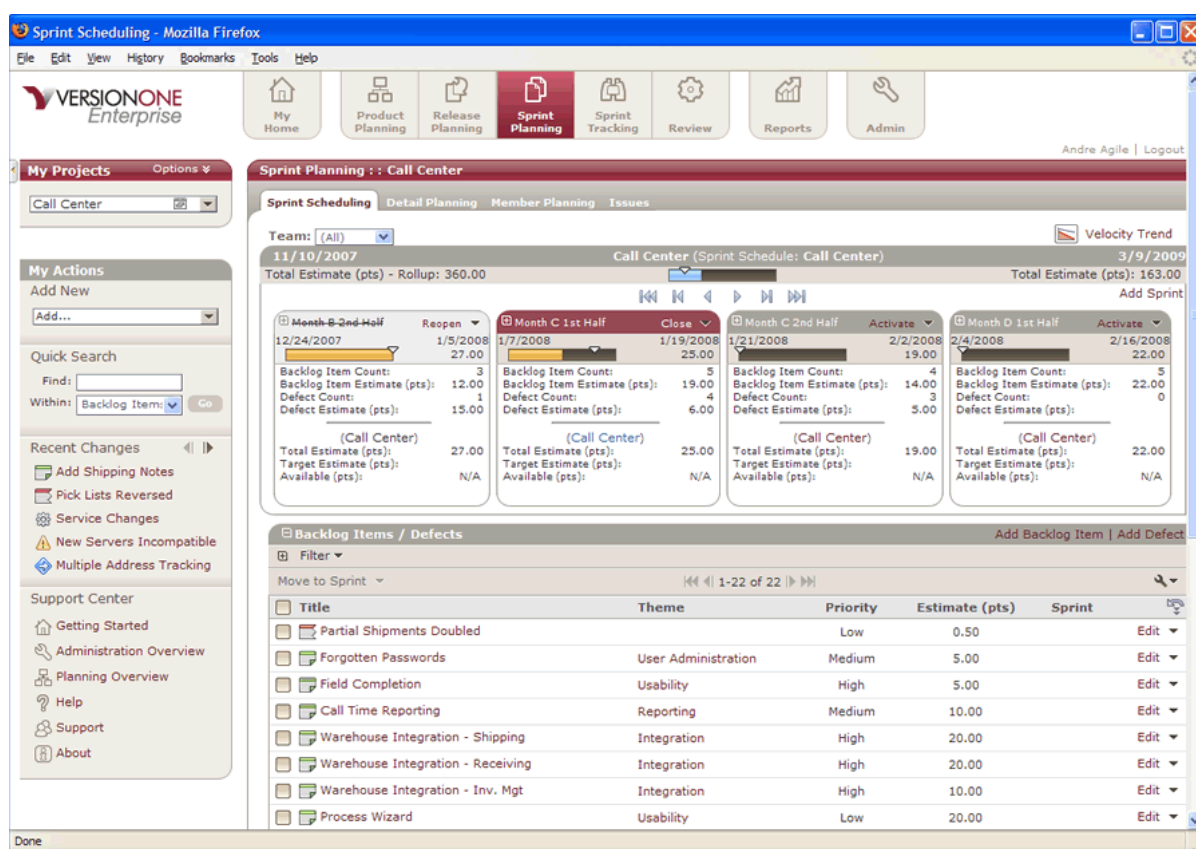 Sprint Scheduling - Mozilla Firefox
File Edit View History Bookmarks Tools Help
VERSIONONE
Enterprise
My Home
Product Planning
Release Planning
Sprint Planning
Sprint Tracking
Review
Reports
Admin
Andre Agile | Logout
My Projects Options
Call Center
My Actions
Add New
Add...
Quick Search
Find:
Within: Backlog Item: Go
Recent Changes
Add Shipping Notes
Pick Lists Reversed
Service Changes
New Servers Incompatible
Multiple Address Tracking
Support Center
Getting Started
Administration Overview
Planning Overview
Help
Support
About
Sprint Planning : : Call Center
Sprint Scheduling Detail Planning Member Planning Issues
Team: (All) Velocity Trend
11/10/2007 Call Center (Sprint Schedule: Call Center) 3/9/2009
Total Estimate (pts) - Rollup: 360.00 Total Estimate (pts): 163.00
Add Sprint
Month B 2nd Half Reopen
12/24/2007 1/5/2008
27.00
Backlog Item Count: 3
Backlog Item Estimate (pts): 12.00
Defect Count: 1
Defect Estimate (pts): 15.00
(Call Center)
Total Estimate (pts): 27.00
Target Estimate (pts):
Available (pts): N/A
Month C 1st Half Close
1/7/2008 1/19/2008
25.00
Backlog Item Count: 5
Backlog Item Estimate (pts): 19.00
Defect Count: 4
Defect Estimate (pts): 6.00
(Call Center)
Total Estimate (pts): 25.00
Target Estimate (pts):
Available (pts): N/A
Month C 2nd Half Activate
1/21/2008 2/2/2008
19.00
Backlog Item Count: 4
Backlog Item Estimate (pts): 14.00
Defect Count: 3
Defect Estimate (pts): 5.00
(Call Center)
Total Estimate (pts): 19.00
Target Estimate (pts):
Available (pts): N/A
Month D 1st Half Activate
2/4/2008 2/16/2008
22.00
Backlog Item Count: 5
Backlog Item Estimate (pts): 22.00
Defect Count: 0
Defect Estimate (pts):
(Call Center)
Total Estimate (pts): 22.00
Target Estimate (pts):
Available (pts): N/A
Backlog Items / Defects Add Backlog Item | Add Defect
Filter
Move to Sprint 1-22 of 22
Title Theme Priority Estimate (pts) Sprint
Partial Shipments Doubled Low 0.50 Edit
Forgotten Passwords User Administration Medium 5.00 Edit
Field Completion Usability High 5.00 Edit
Call Time Reporting Reporting Medium 10.00 Edit
Warehouse Integration - Shipping Integration High 20.00 Edit
Warehouse Integration - Receiving Integration High 20.00 Edit
Warehouse Integration - Inv. Mgt Integration High 10.00 Edit
Process Wizard Usability Low 20.00 Edit
Done